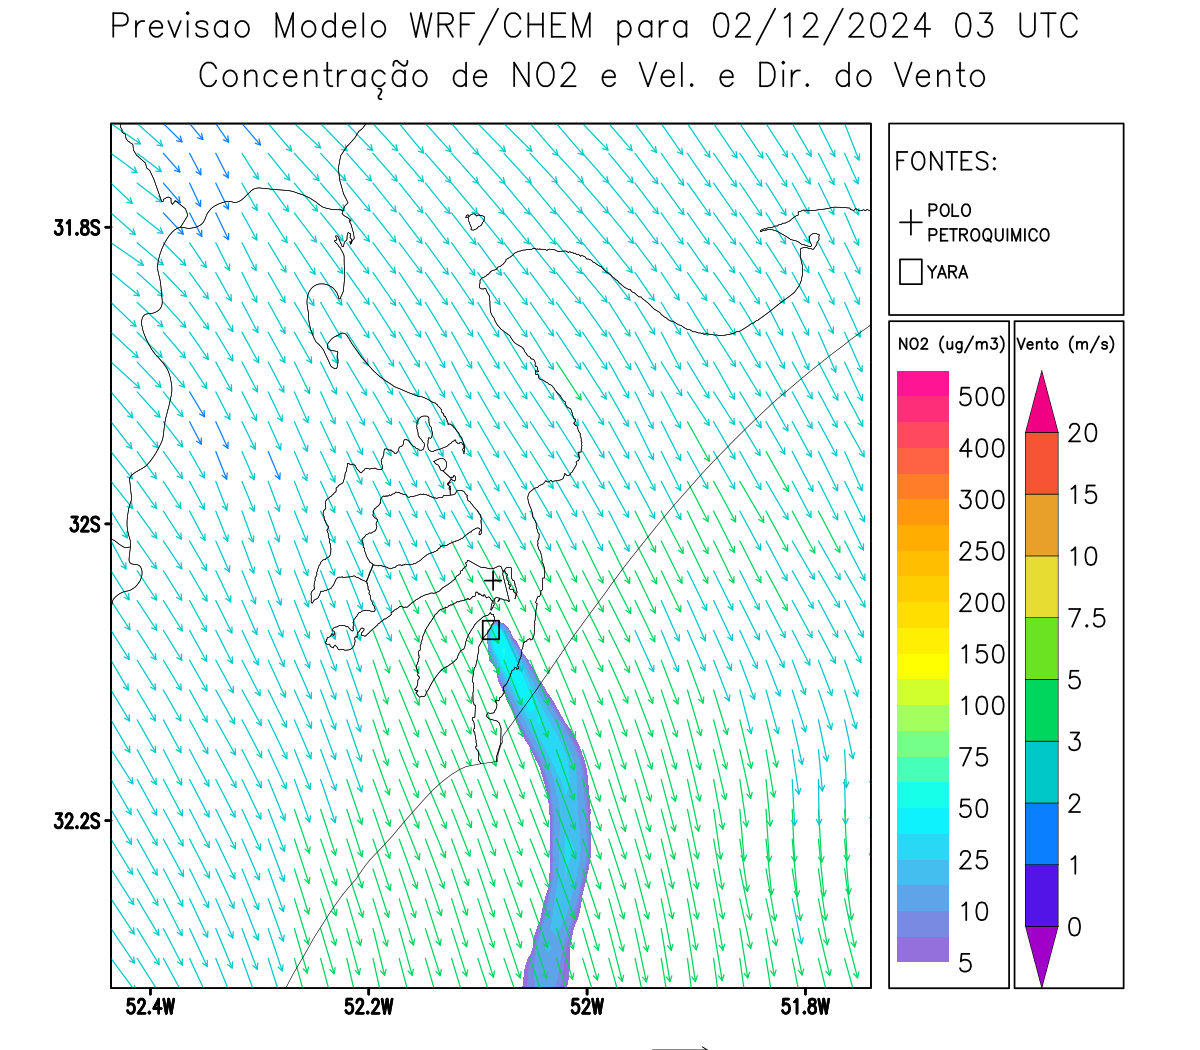 Previsao Modelo WRF/CHEM para 02/12/2024 03 UTC
Concentração de NO2 e Vel. e Dir. do Vento
FONTES:
POLO
PETROQUIMICO
YARA
NO2 (ug/m3)
500
400
300
250
200
150
100
75
50
25
10
5
Vento (m/s)
20
15
10
7.5
5
3
2
1
0
31.8S
32S
32.2S
52.4W 52.2W 52W 51.8W